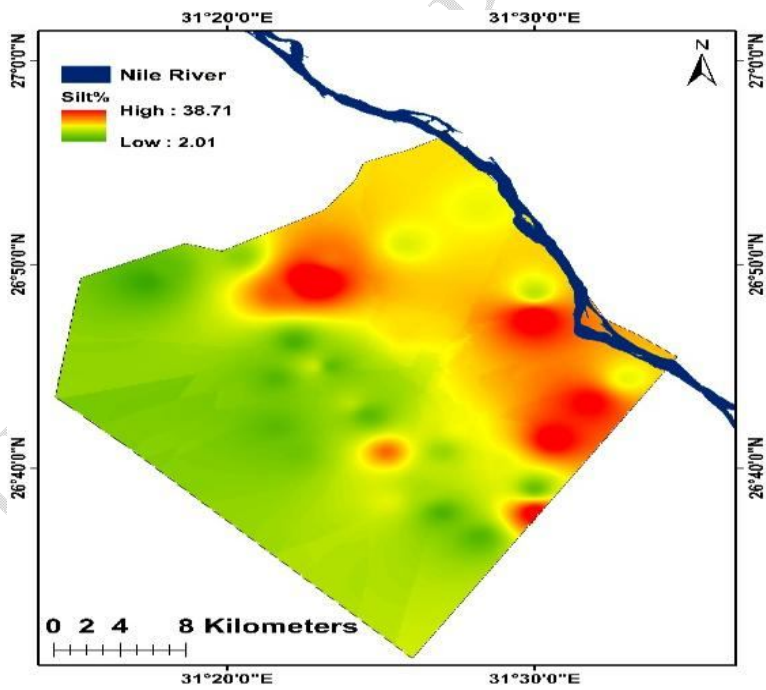 31°20'0"E 31°30'0"E
27°0'0"N 27°0'0"N
N
Nile River
Silt%
High : 38.71
Low : 2.01
26°50'0"N 26°50'0"N
26°40'0"N 26°40'0"N
0 2 4 8 Kilometers
31°20'0"E 31°30'0"E